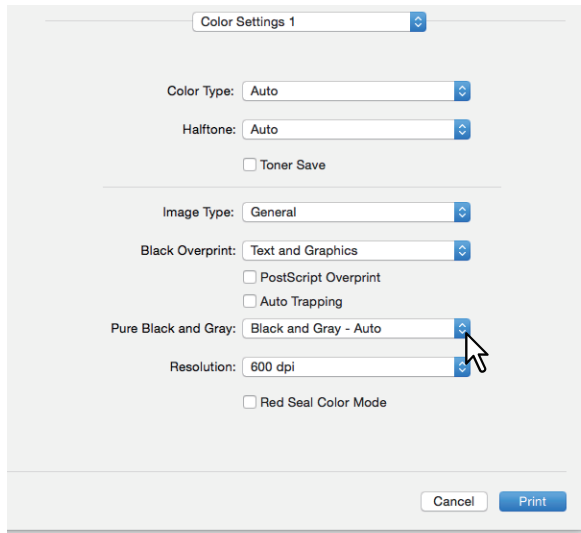 Color Settings 1
Color Type: Auto
Halftone: Auto
Toner Save
Image Type: General
Black Overprint: Text and Graphics
PostScript Overprint
Auto Trapping
Pure Black and Gray: Black and Gray - Auto
Resolution: 600 dpi
Red Seal Color Mode
Cancel Print